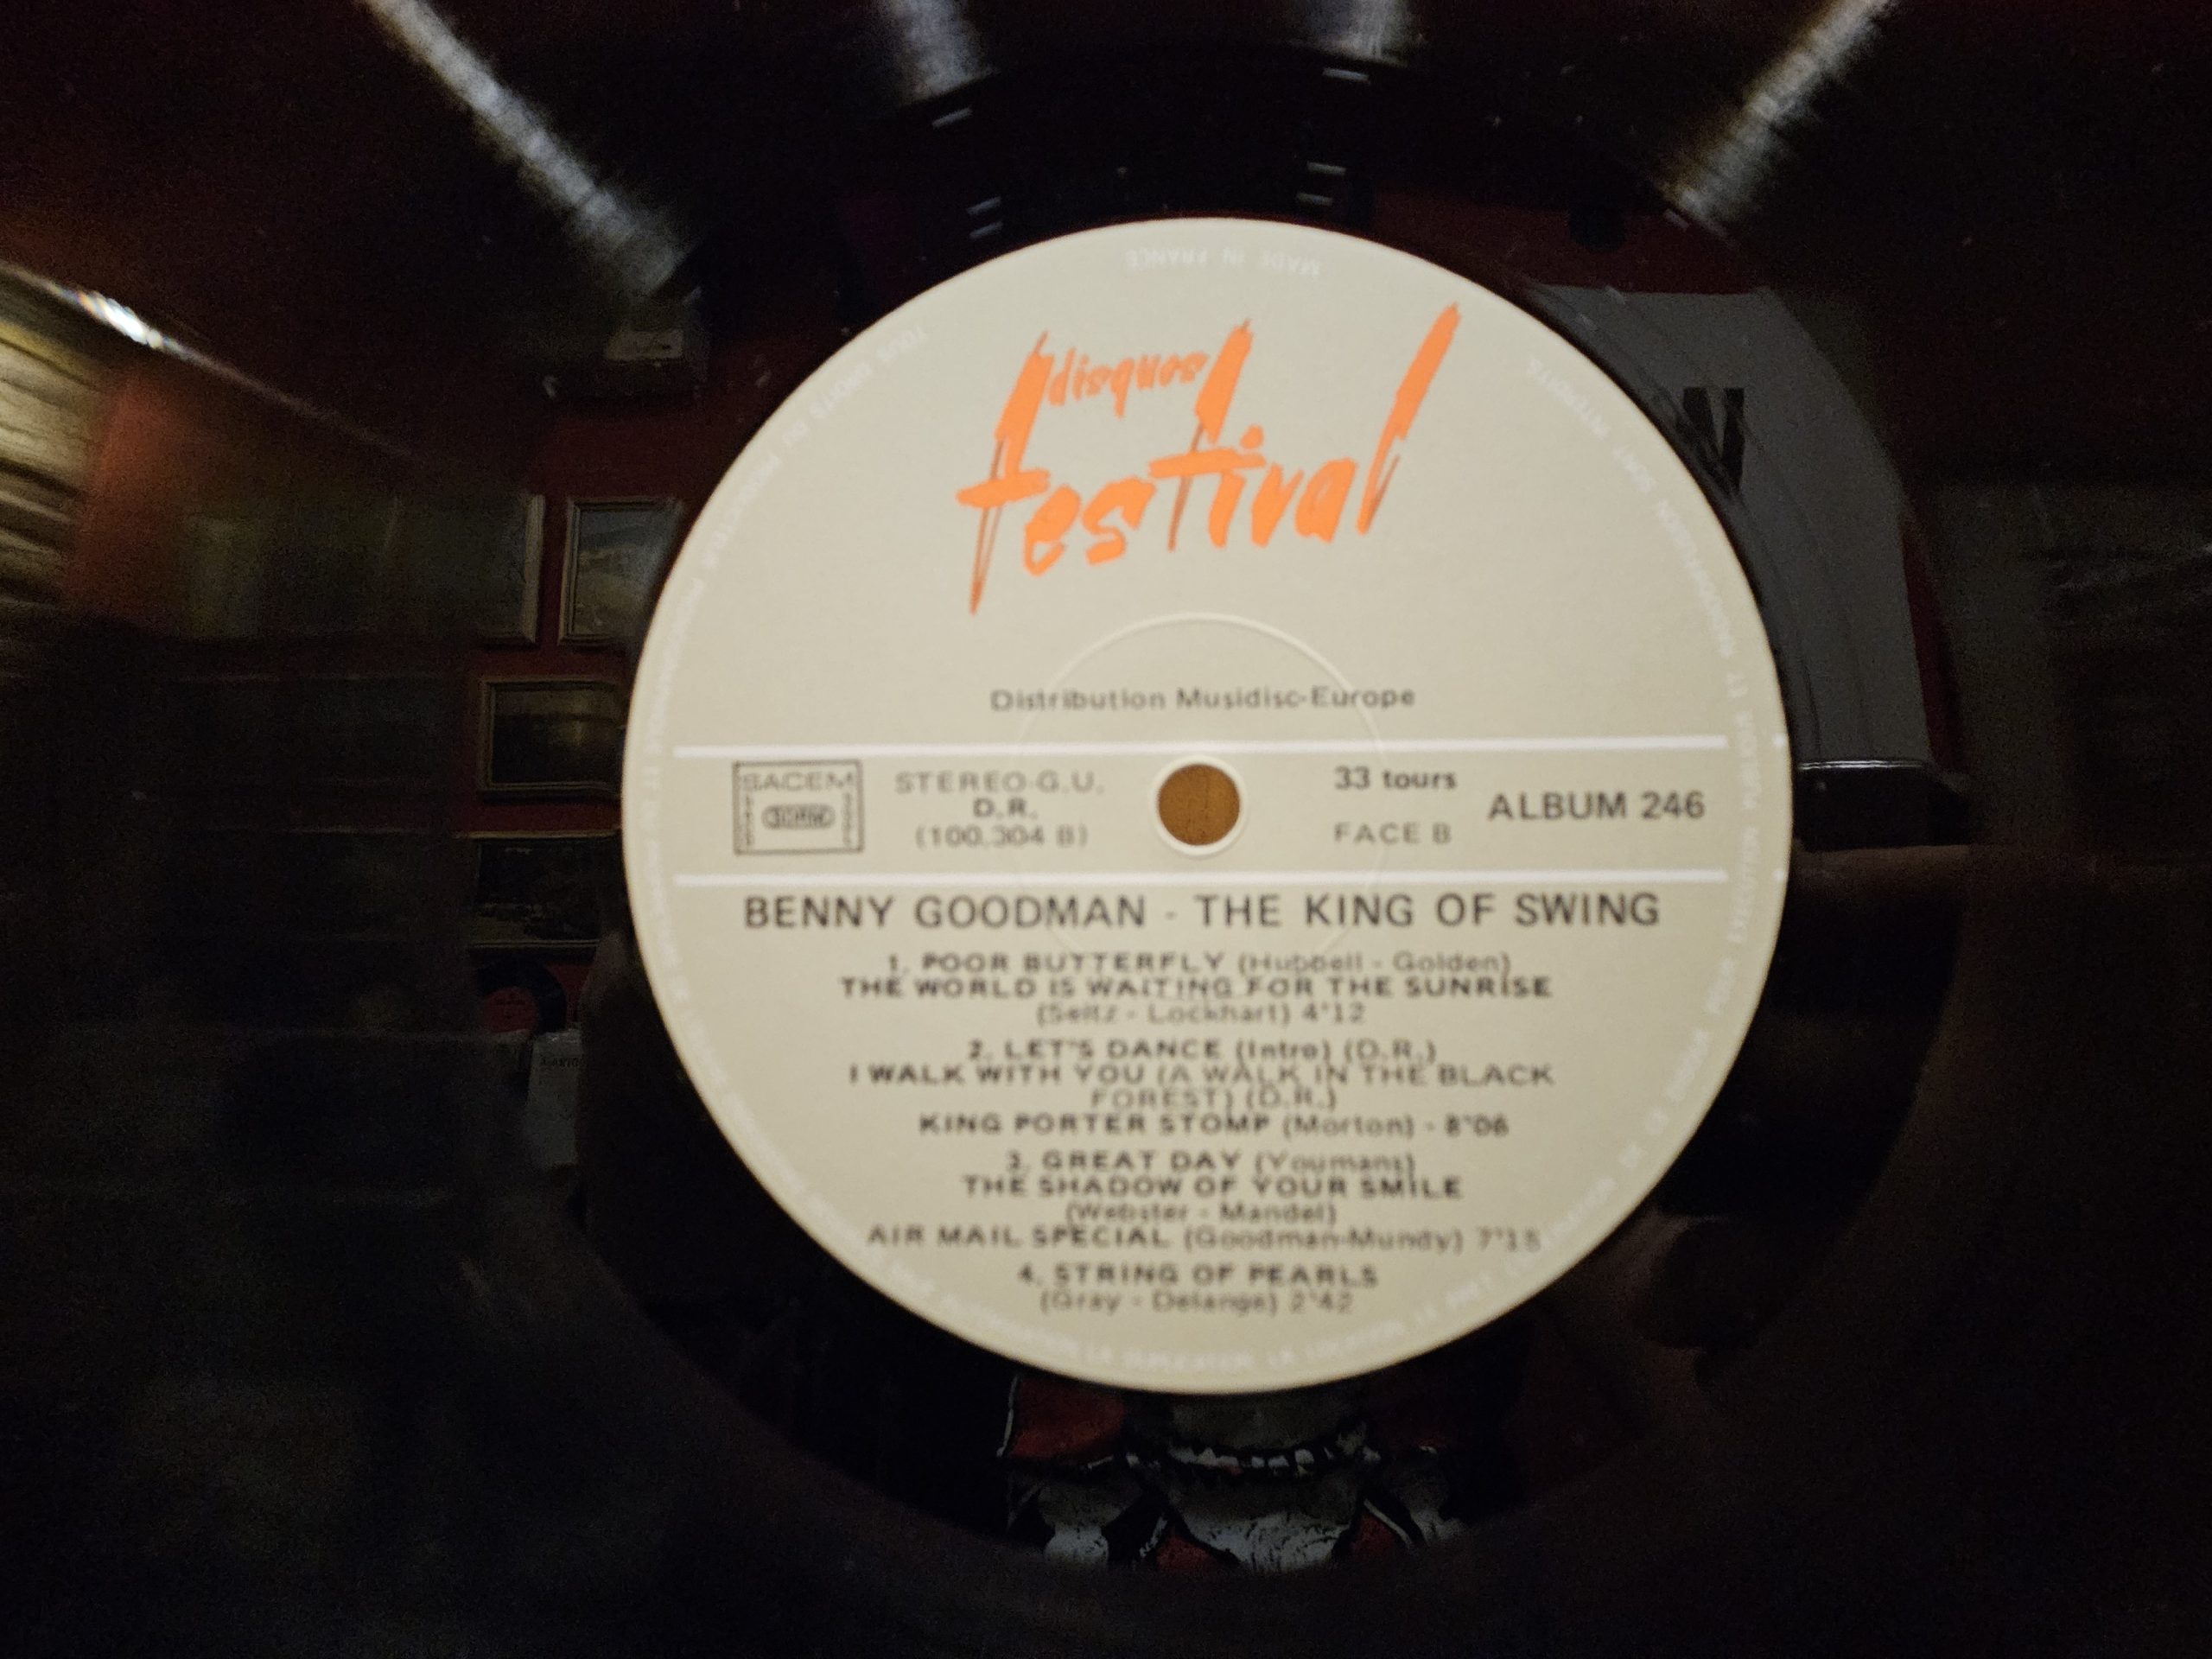 MADE IN FRANCE
TOUS DROITS DU
disques
festival
Distribution Musidisc-Europe
SACEM
STEREO-G.U.
D.R.
(100.304 B)
33 tours
FACE B
ALBUM 246
BENNY GOODMAN - THE KING OF SWING
1. POOR BUTTERFLY (Hubbell - Golden)
THE WORLD IS WAITING FOR THE SUNRISE
(Seitz - Lockhart) 4'12
2. LET'S DANCE (Intro) (D.R.)
I WALK WITH YOU (A WALK IN THE BLACK
FOREST) (D.R.)
KING PORTER STOMP (Morton) - 8'06
3. GREAT DAY (Youmans)
THE SHADOW OF YOUR SMILE
(Webster - Mandel)
AIR MAIL SPECIAL (Goodman-Mundy) 7'15
4. STRING OF PEARLS
(Gray - Delange) 2'42